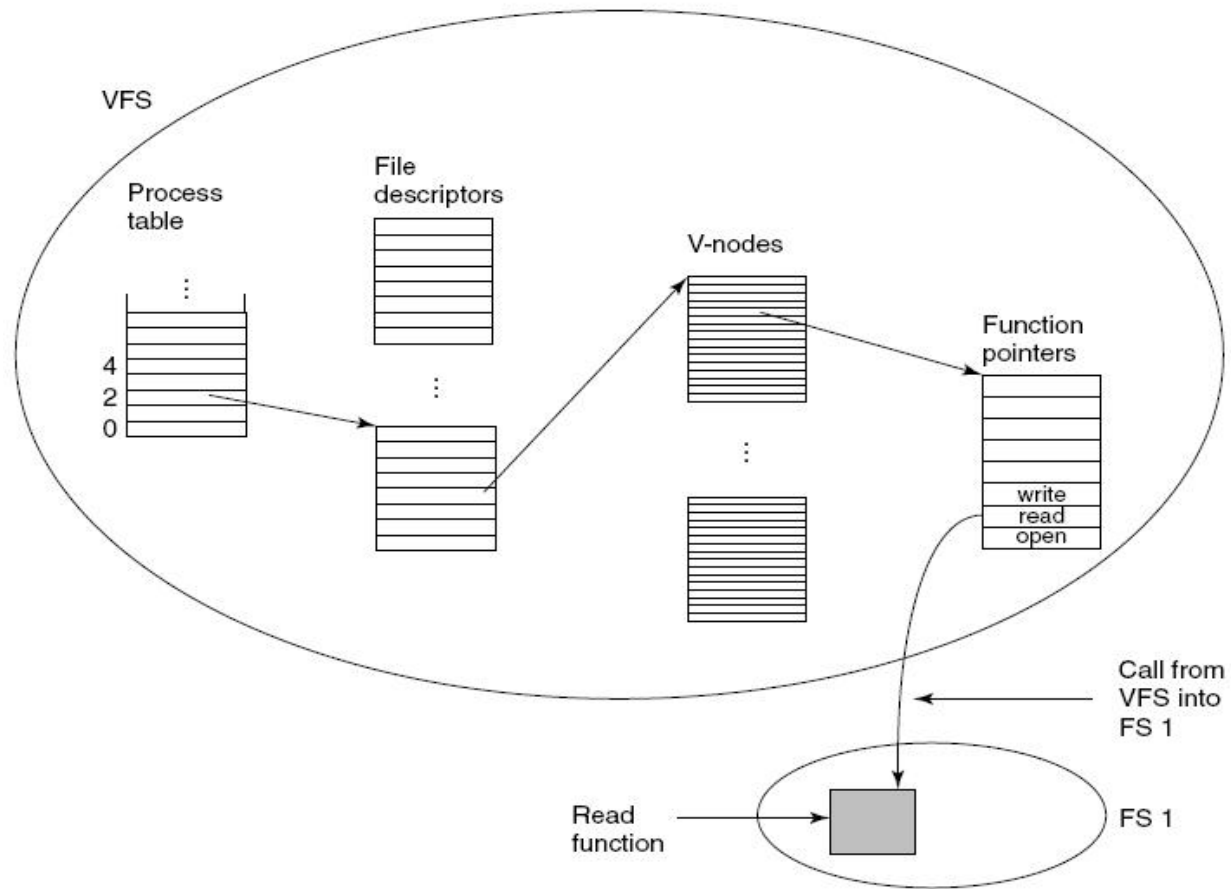 VFS
Process
table
File
descriptors
V-nodes
Function
pointers
4
2
0
write
read
open
Call from
VFS into
FS 1
Read
function
FS 1